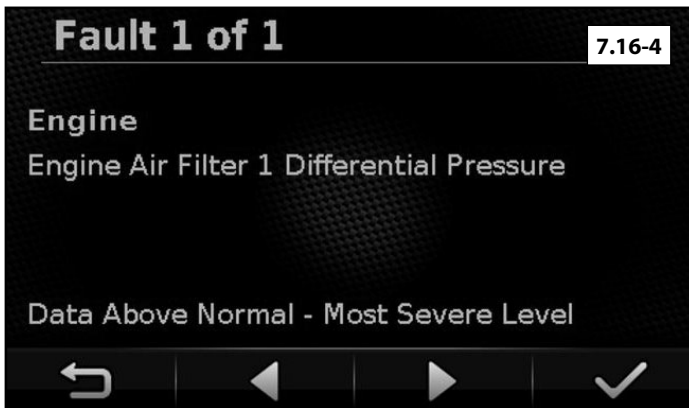 Fault 1 of 1
7.16-4
Engine
Engine Air Filter 1 Differential Pressure
Data Above Normal - Most Severe Level